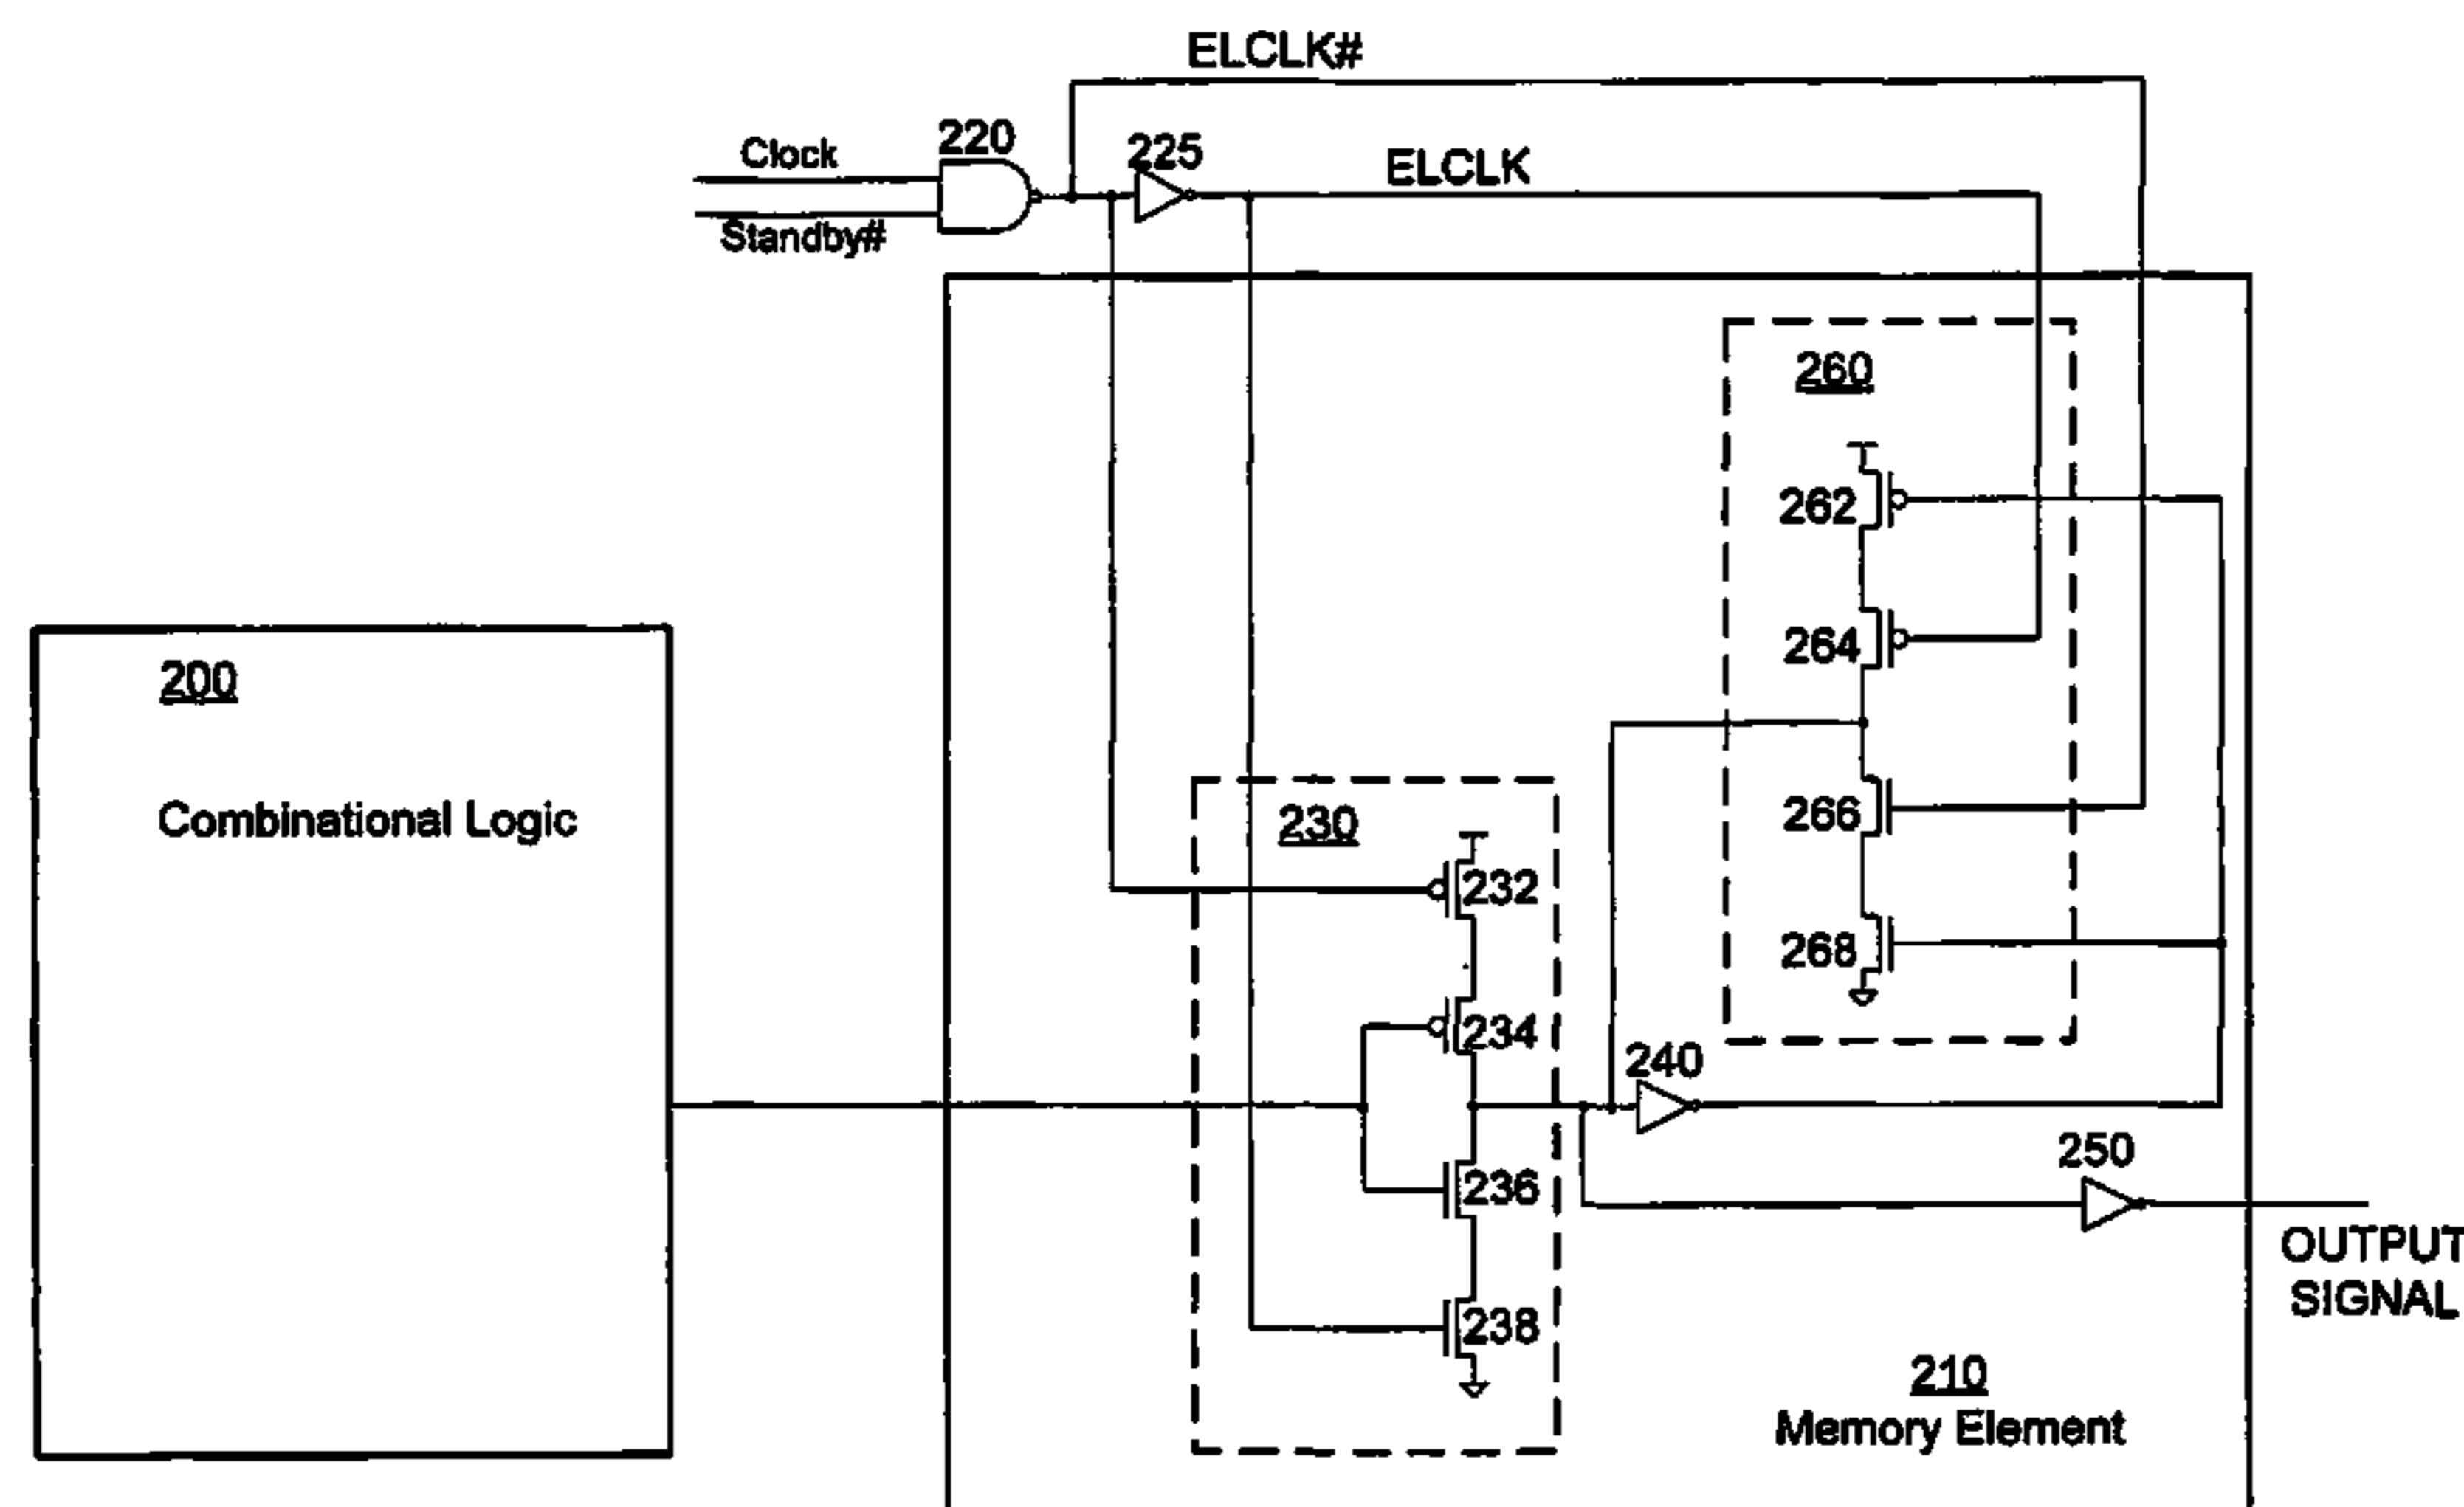 ELCLK#
Clock
220
225
ELCLK
Standby#
260
262
200
264
Combinational Logic
230
266
232
268
234
240
250
236
OUTPUT
SIGNAL
238
210
Memory Element